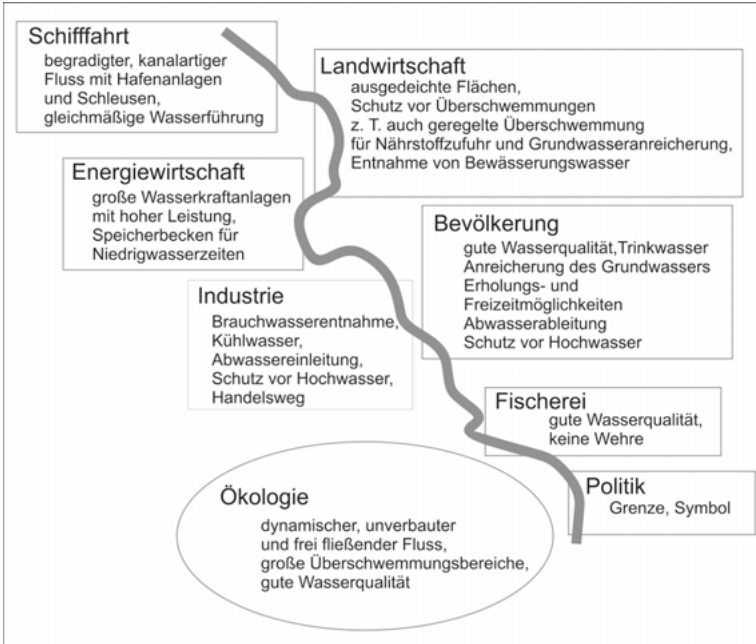 Schifffahrt
begradigter, kanalartiger
Fluss mit Hafenanlagen
und Schleusen,
gleichmäßige Wasserführung
Landwirtschaft
ausgedeichte Flächen,
Schutz vor Überschwemmungen
z. T. auch geregelte Überschwemmung
für Nährstoffzufuhr und Grundwasseranreicherung,
Entnahme von Bewässerungswasser
Energiewirtschaft
große Wasserkraftanlagen
mit hoher Leistung,
Speicherbecken für
Niedrigwasserzeiten
Bevölkerung
gute Wasserqualität,Trinkwasser
Anreicherung des Grundwassers
Erholungs- und
Freizeitmöglichkeiten
Abwasserableitung
Schutz vor Hochwasser
Industrie
Brauchwasserentnahme,
Kühlwasser,
Abwassereinleitung,
Schutz vor Hochwasser,
Handelsweg
Fischerei
gute Wasserqualität,
keine Wehre
Ökologie
dynamischer, unverbauter
und frei fließender Fluss,
große Überschwemmungsbereiche,
gute Wasserqualität
Politik
Grenze, Symbol